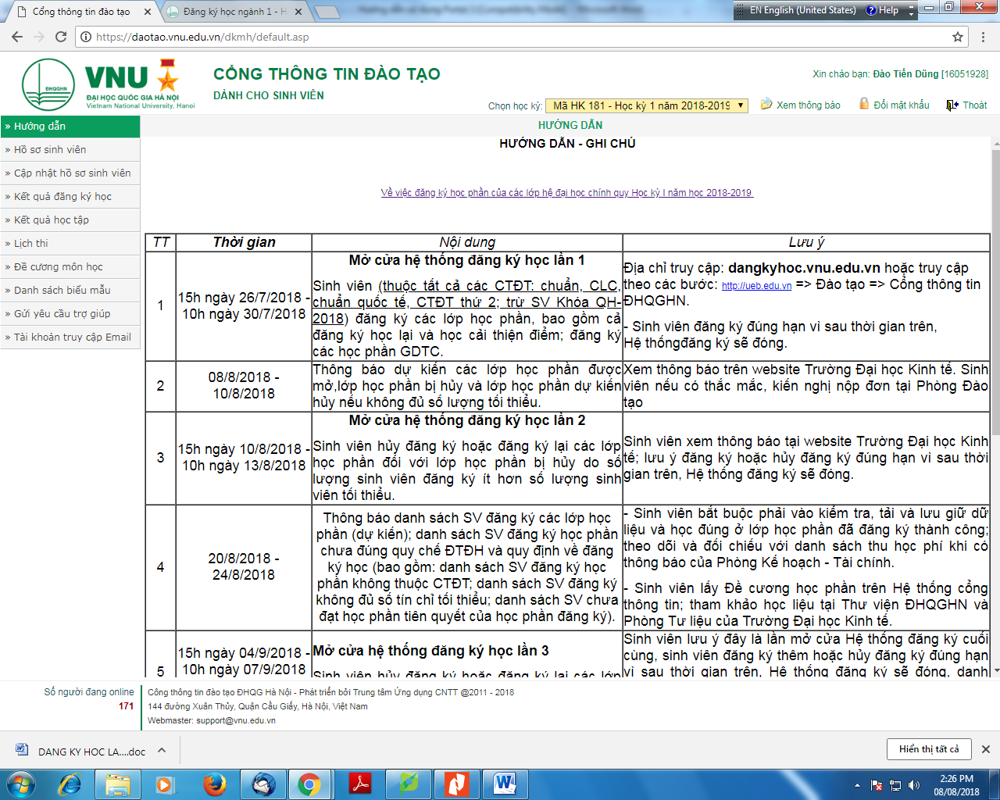 Cổng thông tin đào tạo
Đăng ký học ngành 1 - H
EN English (United States)
Help
https://daotao.vnu.edu.vn/dkmh/default.asp
ĐHQGHN
VNU
ĐẠI HỌC QUỐC GIA HÀ NỘI
Vietnam National University, Hanoi
CỔNG THÔNG TIN ĐÀO TẠO
DÀNH CHO SINH VIÊN
Xin chào bạn: Đào Tiến Dũng [16051928]
Chọn học kỳ: Mã HK 181 - Học kỳ 1 năm 2018-2019
Xem thông báo
Đổi mật khẩu
Thoát
» Hướng dẫn
» Hồ sơ sinh viên
» Cập nhật hồ sơ sinh viên
» Kết quả đăng ký học
» Kết quả học tập
» Lịch thi
» Đề cương môn học
» Danh sách biểu mẫu
» Gửi yêu cầu trợ giúp
» Tài khoản truy cập Email
HƯỚNG DẪN
HƯỚNG DẪN - GHI CHÚ
Về việc đăng ký học phần của các lớp hệ đại học chính quy Học kỳ I năm học 2018-2019
TT Thời gian Nội dung Lưu ý
1
15h ngày 26/7/2018 -
10h ngày 30/7/2018
Mở cửa hệ thống đăng ký học lần 1
Sinh viên (thuộc tất cả các CTĐT: chuẩn, CLC,
chuẩn quốc tế, CTĐT thứ 2; trừ SV Khóa QH-
2018) đăng ký các lớp học phần, bao gồm cả
đăng ký học lại và học cải thiện điểm; đăng ký
các học phần GDTC.
Địa chỉ truy cập: dangkyhoc.vnu.edu.vn hoặc truy cập
theo các bước: http://ueb.edu.vn => Đào tạo => Cổng thông tin
ĐHQGHN.
- Sinh viên đăng ký đúng hạn vì sau thời gian trên,
Hệ thốngđăng ký sẽ đóng.
2
08/8/2018 -
10/8/2018
Thông báo dự kiến các lớp học phần được
mở,lớp học phần bị hủy và lớp học phần dự kiến
hủy nếu không đủ số lượng tối thiểu.
Xem thông báo trên website Trường Đại học Kinh tế. Sinh
viên nếu có thắc mắc, kiến nghị nộp đơn tại Phòng Đào
tạo
3
15h ngày 10/8/2018 -
10h ngày 13/8/2018
Mở cửa hệ thống đăng ký học lần 2
Sinh viên hủy đăng ký hoặc đăng ký lại các lớp
học phần đối với lớp học phần bị hủy do số
lượng sinh viên đăng ký ít hơn số lượng sinh
viên tối thiểu.
Sinh viên xem thông báo tại website Trường Đại học Kinh
tế; lưu ý đăng ký hoặc hủy đăng ký đúng hạn vì sau thời
gian trên, Hệ thống đăng ký sẽ đóng.
4
20/8/2018 -
24/8/2018
Thông báo danh sách SV đăng ký các lớp học
phần (dự kiến); danh sách SV đăng ký học phần
chưa đúng quy chế ĐTĐH và quy định về đăng
ký học (bao gồm: danh sách SV đăng ký học
phần không thuộc CTĐT; danh sách SV đăng ký
không đủ số tín chỉ tối thiểu; danh sách SV chưa
đạt học phần tiên quyết của học phần đăng ký).
- Sinh viên bắt buộc phải vào kiểm tra, tải và lưu giữ dữ
liệu và học đúng ở lớp học phần đã đăng ký thành công;
theo dõi và đối chiếu với danh sách thu học phí khi có
thông báo của Phòng Kế hoạch - Tài chính.
- Sinh viên lấy Đề cương học phần trên Hệ thống cổng
thông tin; tham khảo học liệu tại Thư viện ĐHQGHN và
Phòng Tư liệu của Trường Đại học Kinh tế.
5
15h ngày 04/9/2018 -
10h ngày 07/9/2018
Mở cửa hệ thống đăng ký học lần 3
Sinh viên hủy đăng ký hoặc đăng ký lại các lớp
Sinh viên lưu ý đây là lần mở cửa Hệ thống đăng ký cuối
cùng, sinh viên đăng ký thêm hoặc hủy đăng ký đúng hạn
vì sau thời gian trên, Hệ thống đăng ký sẽ đóng, danh
Số người đang online
171
Cổng thông tin đào tạo ĐHQG Hà Nội - Phát triển bởi Trung tâm Ứng dụng CNTT @2011 - 2018
144 đường Xuân Thủy, Quận Cầu Giấy, Hà Nội, Việt Nam
Webmaster: support@vnu.edu.vn
DANG KY HOC LA....doc
Hiển thị tất cả
2:26 PM
08/08/2018